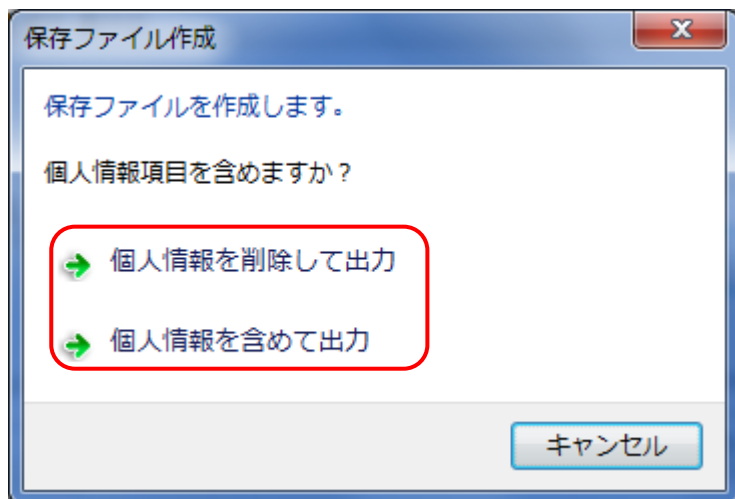 保存ファイル作成
保存ファイルを作成します。
個人情報項目を含めますか？
個人情報を削除して出力
個人情報を含めて出力
キャンセル